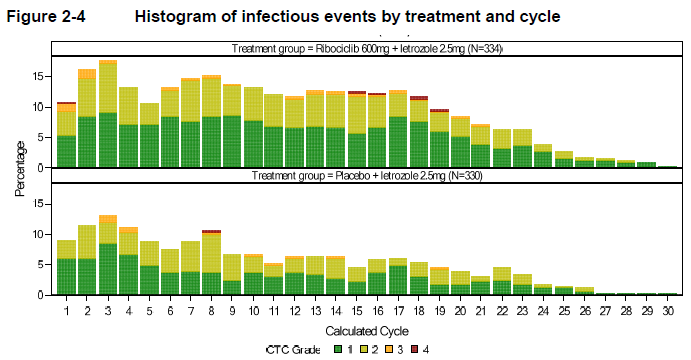 Figure 2-4 Histogram of infectious events by treatment and cycle
Treatment group = Ribociclib 600mg + letrozole 2.5mg (N=334)
15
10
5
0
Percentage
Treatment group = Placebo + letrozole 2.5mg (N=330)
15
10
5
0
1 2 3 4 5 6 7 8 9 10 11 12 13 14 15 16 17 18 19 20 21 22 23 24 25 26 27 28 29 30
Calculated Cycle
CTC Grade 1 2 3 4